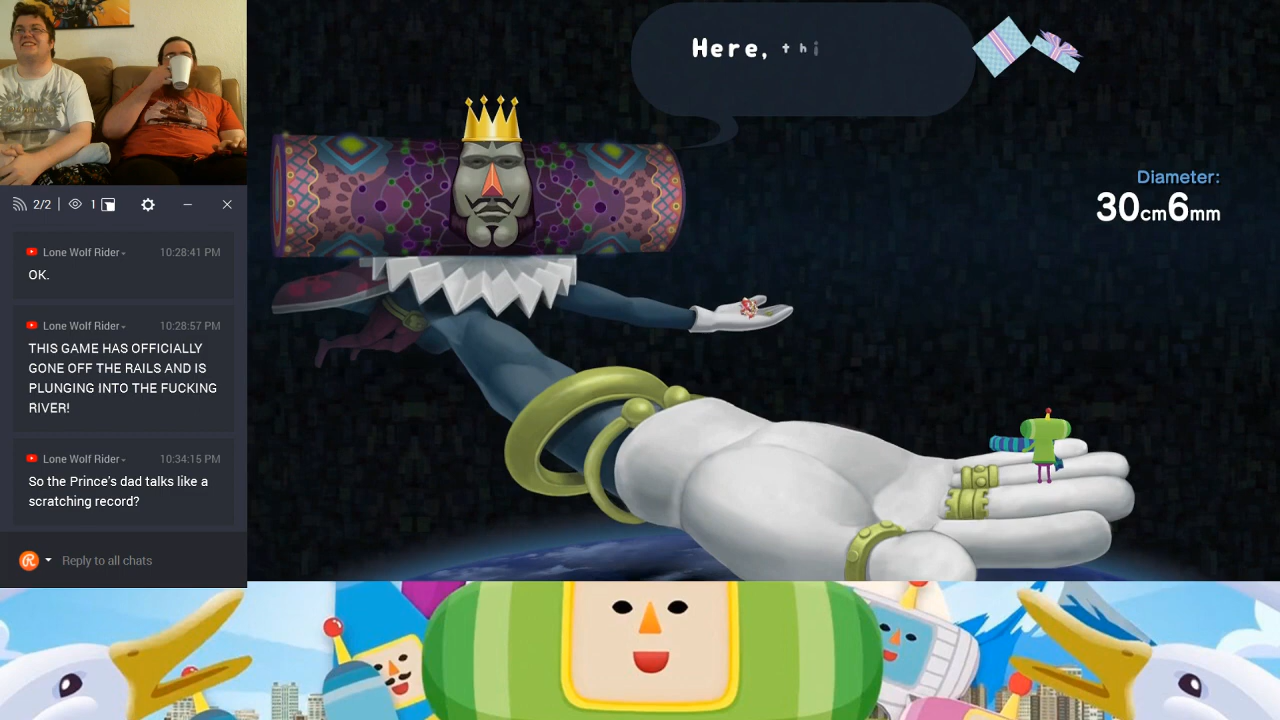 Here, thi
Diameter:
30cm6mm
2/2 | 1
Lone Wolf Rider 10:28:41 PM
OK.
Lone Wolf Rider 10:28:57 PM
THIS GAME HAS OFFICIALLY
GONE OFF THE RAILS AND IS
PLUNGING INTO THE FUCKING
RIVER!
Lone Wolf Rider 10:34:15 PM
So the Prince's dad talks like a
scratching record?
Reply to all chats